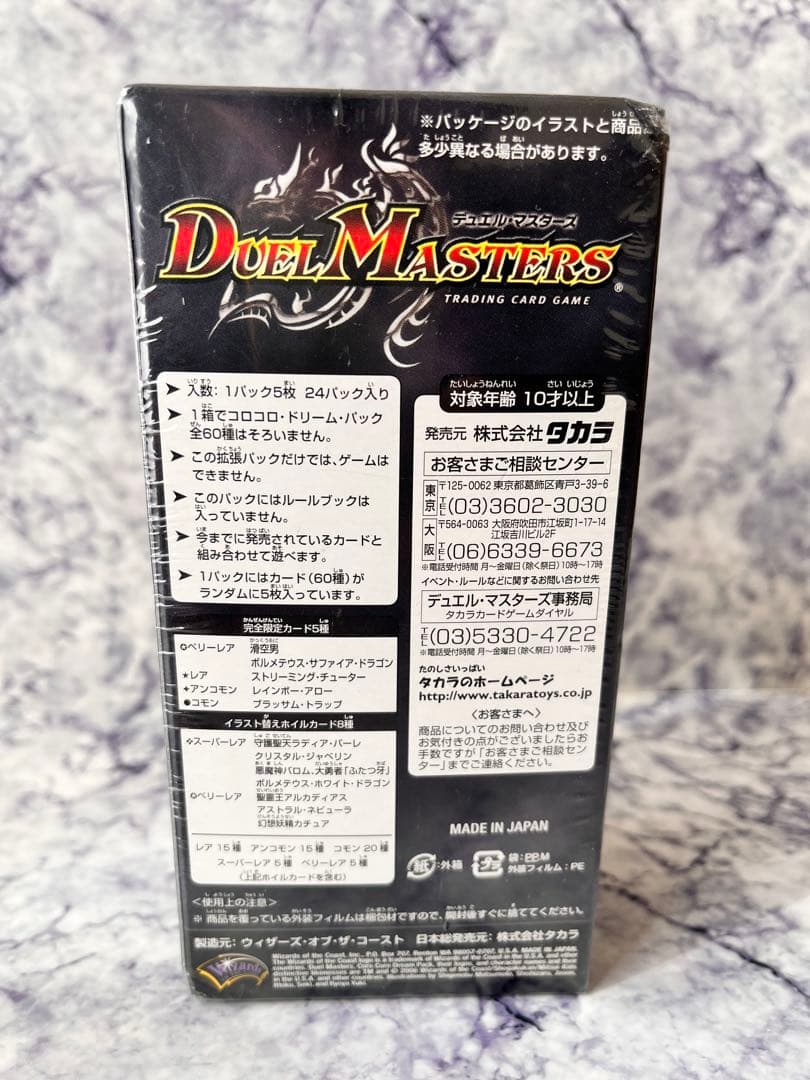 ※パッケージのイラストと商品
多少異なる場合があります。
デュエル・マスターズ
DUEL MASTERS®
TRADING CARD GAME
➤ 入数：1パック5枚 24パック入り
➤ 1箱でコロコロ・ドリーム・パック
全60種はそろいません。
➤ この拡張パックだけでは、ゲームは
できません。
➤ このパックにはルールブックは
入っていません。
➤ 今までに発売されているカードと
組み合わせて遊べます。
➤ 1パックにはカード（60種）が
ランダムに5枚入っています。
完全限定カード5種
✪ベリーレア 滑空男
ボルメテウス・サファイア・ドラゴン
★レア ストリーミング・チューター
✦アンコモン レインボー・アロー
●コモン ブラッサム・トラップ
イラスト替えホイルカード8種
❖スーパーレア 守護聖天ラディア・バーレ
クリスタル・ジャベリン
悪魔神バロム、大勇者「ふたつ牙」
ボルメテウス・ホワイト・ドラゴン
✪ベリーレア 聖霊王アルカディアス
アストラル・ネビューラ
幻想妖精カチュア
レア 15種 アンコモン 15種 コモン 20種
スーパーレア 5種 ベリーレア 5種
（上記ホイルカードを含む）
対象年齢 10才以上
発売元 株式会社タカラ
お客さまご相談センター
東京 〒125-0062 東京都葛飾区青戸3-39-6
TEL (03)3602-3030
大阪 〒564-0063 大阪府吹田市江坂町1-17-14
江坂吉川ビル2F
TEL (06)6339-6673
※電話受付時間 月〜金曜日（除く祭日）10時〜17時
イベント・ルールなどに関するお問い合わせ先
デュエル・マスターズ事務局
タカラカードゲームダイヤル
TEL (03)5330-4722
※電話受付時間 月〜金曜日（除く祭日）10時〜17時
たのしさいっぱい
タカラのホームページ
http://www.takaratoys.co.jp
〈お客さまへ〉
商品についてのお問い合わせ及び
お気付きの点がございましたらお
手数ですが「お客さまご相談セン
ター」までご連絡ください。
MADE IN JAPAN
紙：外箱
プラ 袋：PP,M
外装フィルム：PE
＜使用上の注意＞
※ 商品を覆っている外装フィルムは梱包材ですので、開封後すぐに捨ててください。
製造元：ウィザーズ・オブ・ザ・コースト 日本総発売元：株式会社タカラ
Wizards